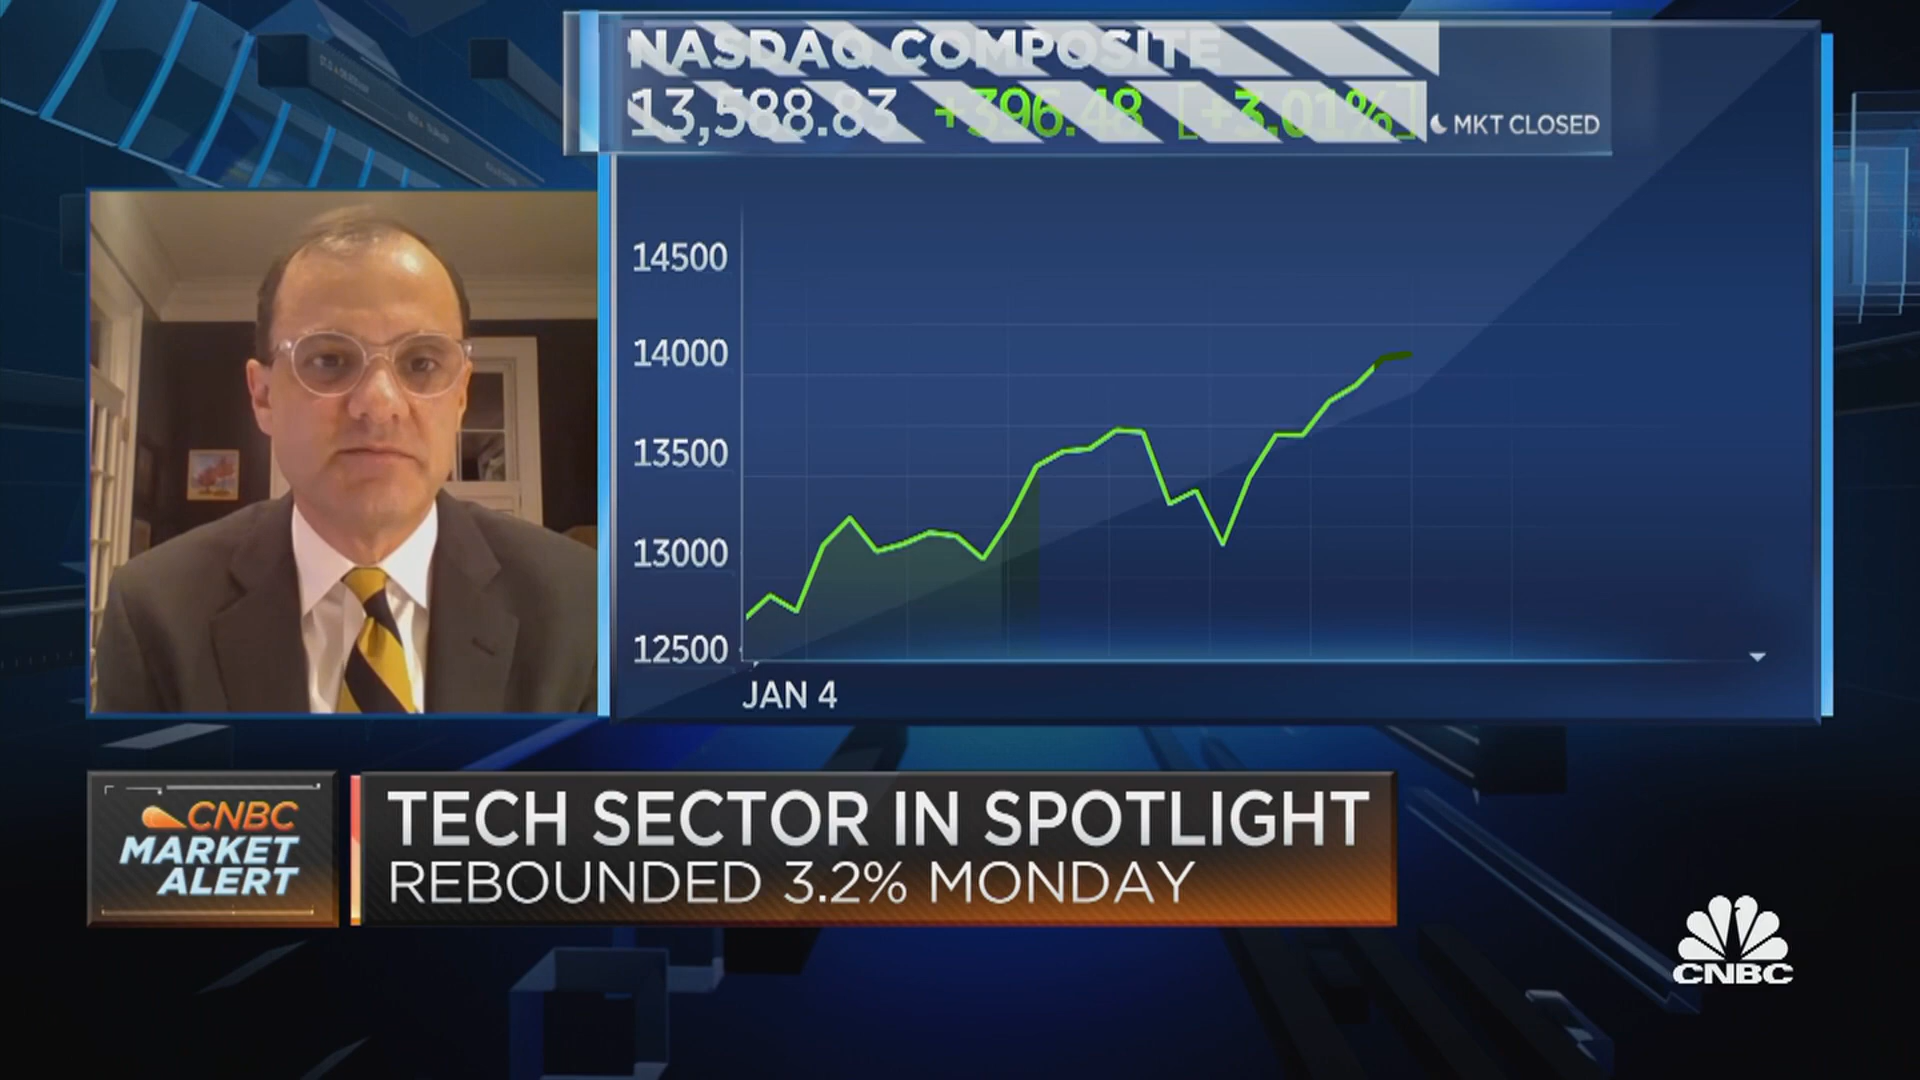 NASDAQ COMPOSITE
13,588.83 +396.48 [+3.01%]
MKT CLOSED
14500
14000
13500
13000
12500
JAN 4
CNBC
MARKET
ALERT
TECH SECTOR IN SPOTLIGHT
REBOUNDED 3.2% MONDAY
CNBC